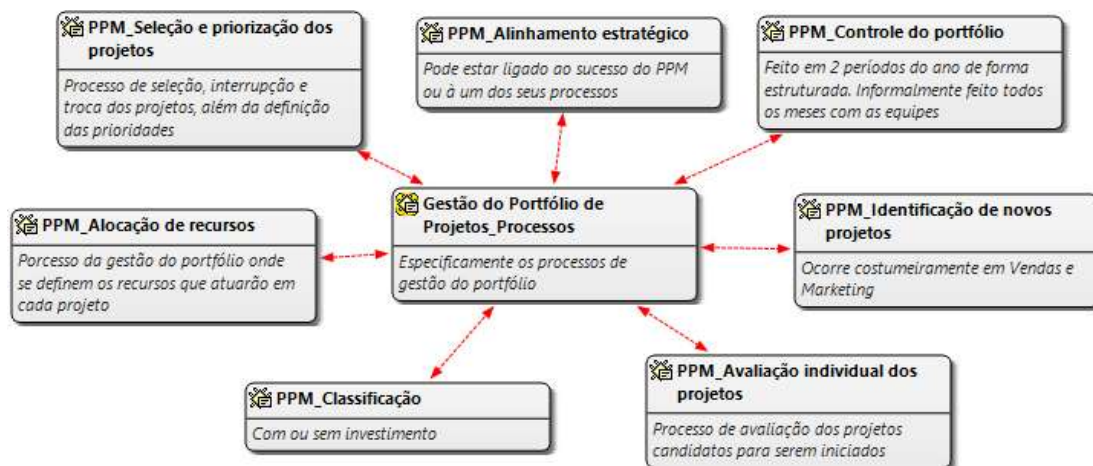 PPM_Seleção e priorização dos
projetos
Processo de seleção, interrupção e
troca dos projetos, além da definição
das prioridades
PPM_Alinhamento estratégico
Pode estar ligado ao sucesso do PPM
ou à um dos seus processos
PPM_Controle do portfólio
Feito em 2 períodos do ano de forma
estruturada. Informalmente feito todos
os meses com as equipes
PPM_Alocação de recursos
Porcesso da gestão do portfólio onde
se definem os recursos que atuarão em
cada projeto
Gestão do Portfólio de
Projetos_Processos
Especificamente os processos de
gestão do portfólio
PPM_Identificação de novos
projetos
Ocorre costumeiramente em Vendas e
Marketing
PPM_Classificação
Com ou sem investimento
PPM_Avaliação individual dos
projetos
Processo de avaliação dos projetos
candidatos para serem iniciados